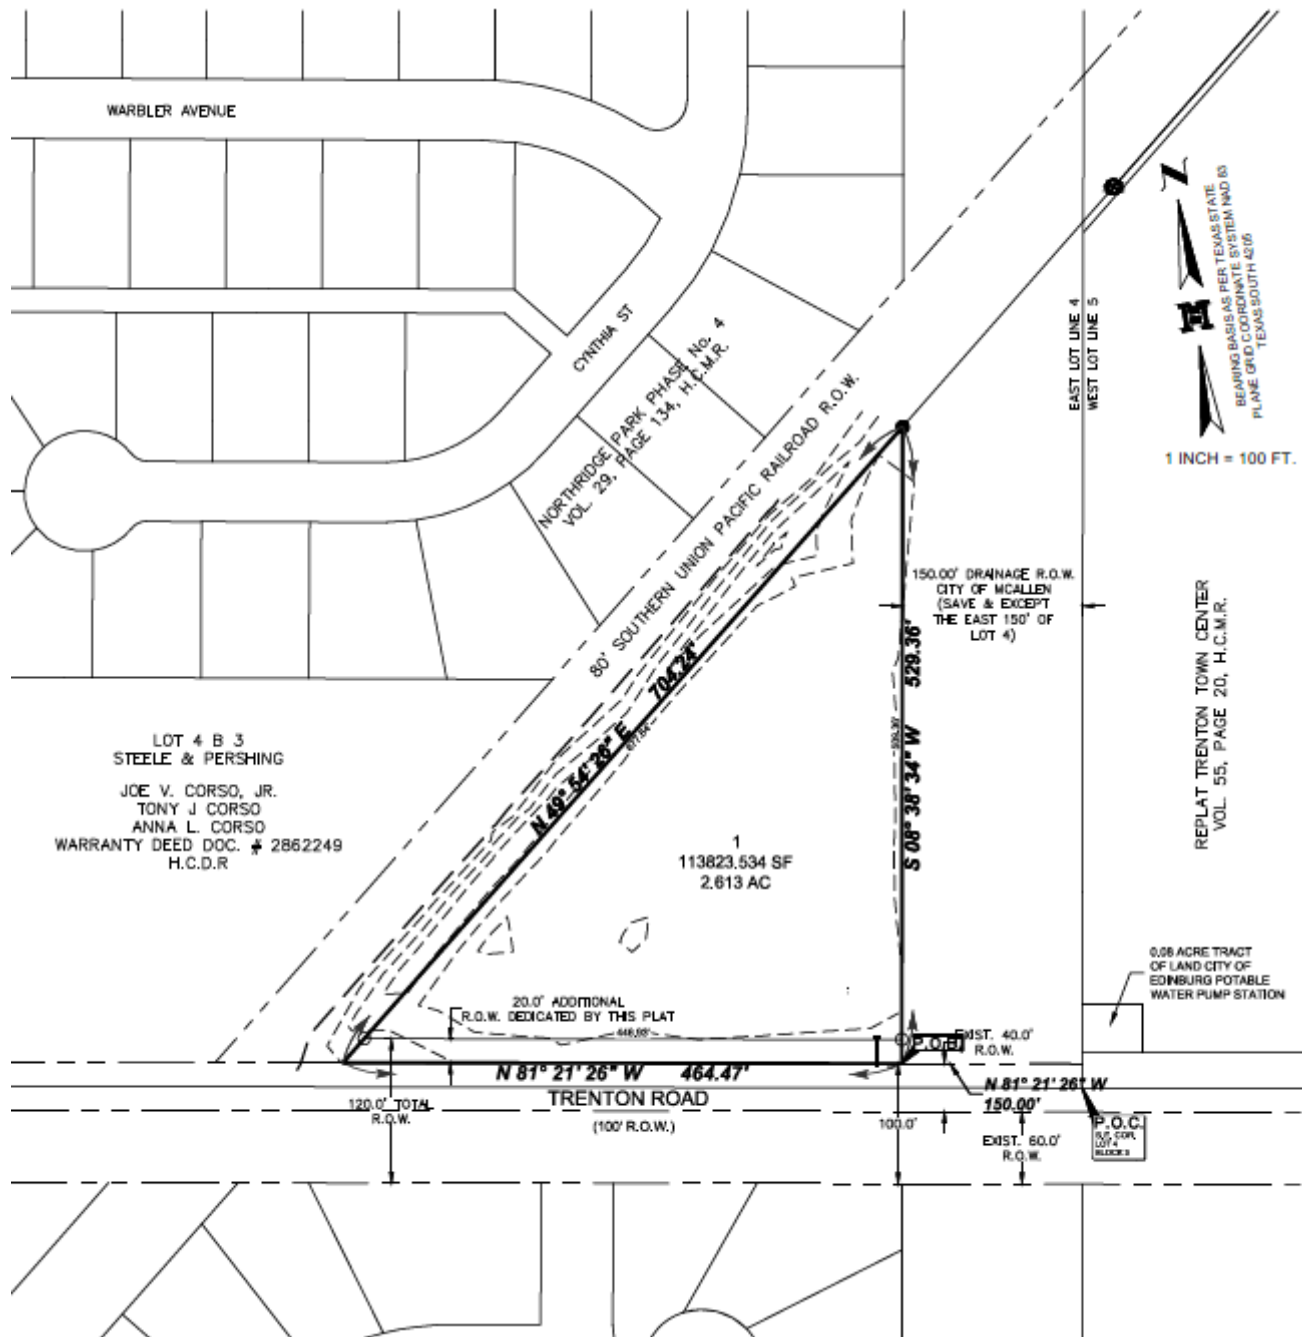 WARBLER AVENUE
CYNTHIA ST
NORTHRIDGE PARK PHASE No. 4
VOL. 29, PAGE 134, H.C.M.R.
80' SOUTHERN UNION PACIFIC RAILROAD R.O.W.
EAST LOT LINE 4
WEST LOT LINE 5
BEARING BASIS AS PER TEXAS STATE
PLANE GRID COORDINATE SYSTEM NAD 83
TEXAS SOUTH 4205
1 INCH = 100 FT.
150.00' DRAINAGE R.O.W.
CITY OF MCALLEN
(SAVE & EXCEPT
THE EAST 150' OF
LOT 4)
REPLAT TRENTON TOWN CENTER
VOL. 55, PAGE 20, H.C.M.R.
N 49° 54' 26" E 704.24'
S 08° 38' 34" W 529.36'
LOT 4 B 3
STEELE & PERSHING
JOE V. CORSO, JR.
TONY J CORSO
ANNA L. CORSO
WARRANTY DEED DOC. # 2862249
H.C.D.R
1
113823.534 SF
2.613 AC
0.08 ACRE TRACT
OF LAND CITY OF
EDINBURG POTABLE
WATER PUMP STATION
20.0' ADDITIONAL
R.O.W. DEDICATED BY THIS PLAT
446.93'
P.O.B.
EXIST. 40.0'
R.O.W.
N 81° 21' 26" W 464.47'
N 81° 21' 26" W
150.00'
TRENTON ROAD
(100' R.O.W.)
120.0' TOTAL
R.O.W.
100.0'
EXIST. 60.0'
R.O.W.
P.O.C.
LOT 4